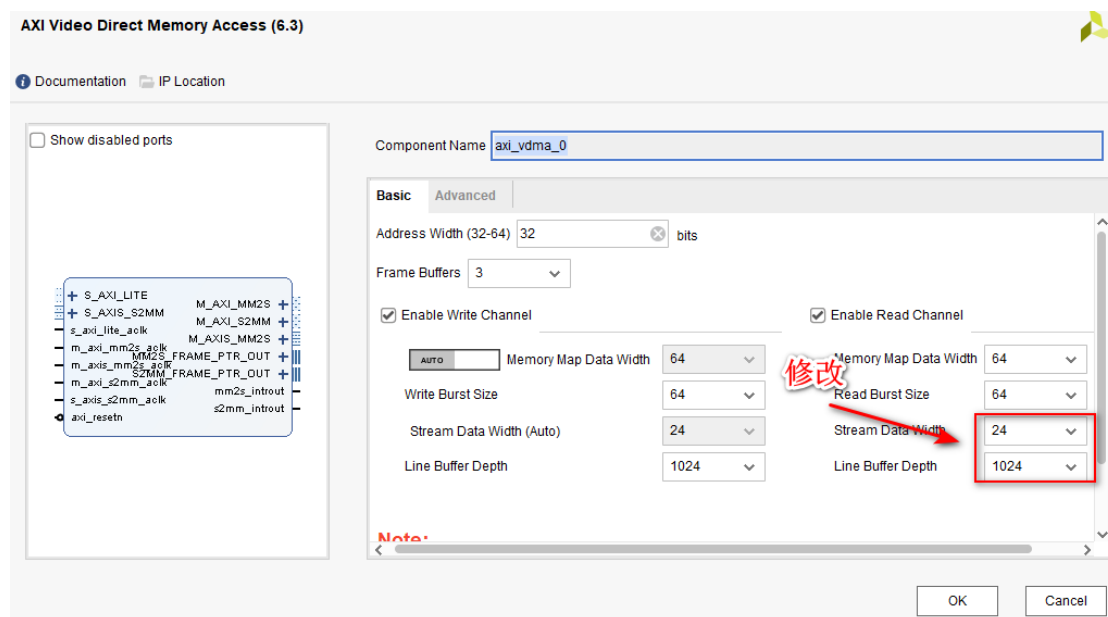 AXI Video Direct Memory Access (6.3)
Documentation IP Location
Show disabled ports
S_AXI_LITE
S_AXIS_S2MM
s_axi_lite_aclk
m_axi_mm2s_aclk
m_axis_mm2s_aclk
m_axi_s2mm_aclk
s_axis_s2mm_aclk
axi_resetn
M_AXI_MM2S
M_AXI_S2MM
M_AXIS_MM2S
MM2S_FRAME_PTR_OUT
S2MM_FRAME_PTR_OUT
mm2s_introut
s2mm_introut
Component Name axi_vdma_0
Basic Advanced
Address Width (32-64) 32 bits
Frame Buffers 3
Enable Write Channel
AUTO Memory Map Data Width 64
Write Burst Size 64
Stream Data Width (Auto) 24
Line Buffer Depth 1024
Enable Read Channel
Memory Map Data Width 64
修改
Read Burst Size 64
Stream Data Width 24
Line Buffer Depth 1024
Note:
OK Cancel